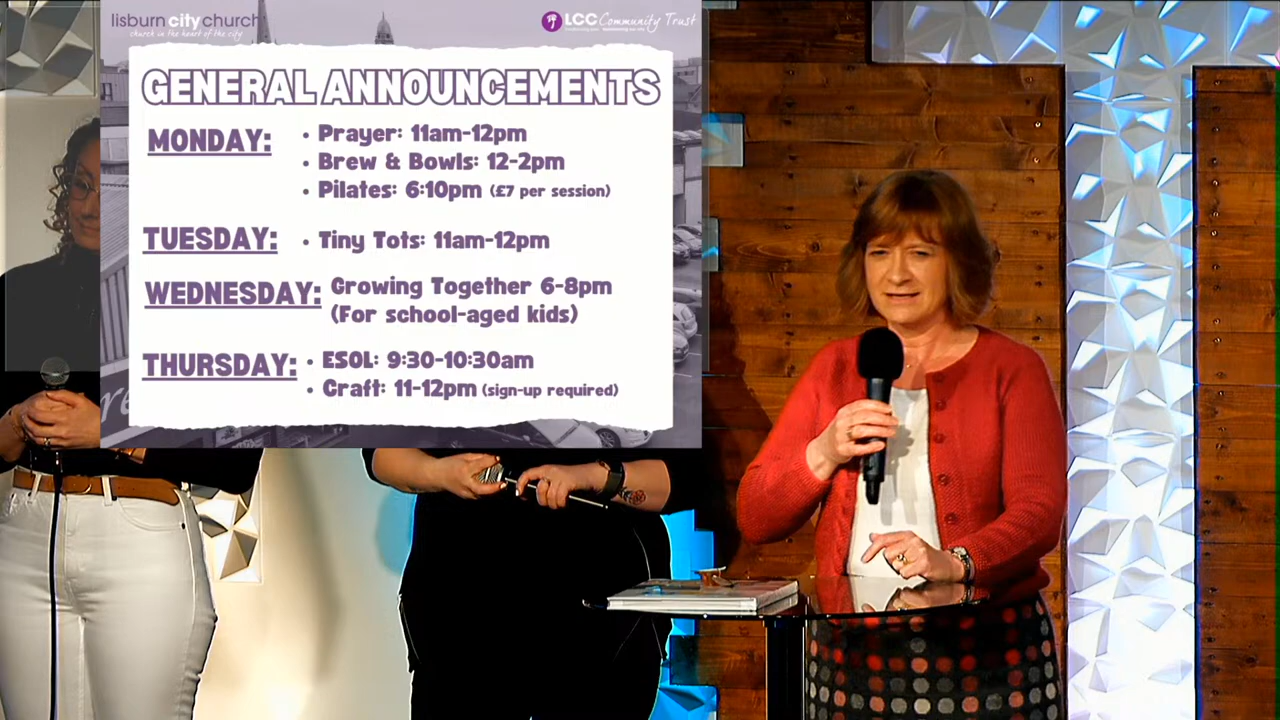 lisburn city church
church in the heart of the city
LCC Community Trust
GENERAL ANNOUNCEMENTS
MONDAY:
• Prayer: 11am-12pm
• Brew & Bowls: 12-2pm
• Pilates: 6:10pm (£7 per session)
TUESDAY:
• Tiny Tots: 11am-12pm
WEDNESDAY:
Growing Together 6-8pm
(For school-aged kids)
THURSDAY:
• ESOL: 9:30-10:30am
• Craft: 11-12pm (sign-up required)